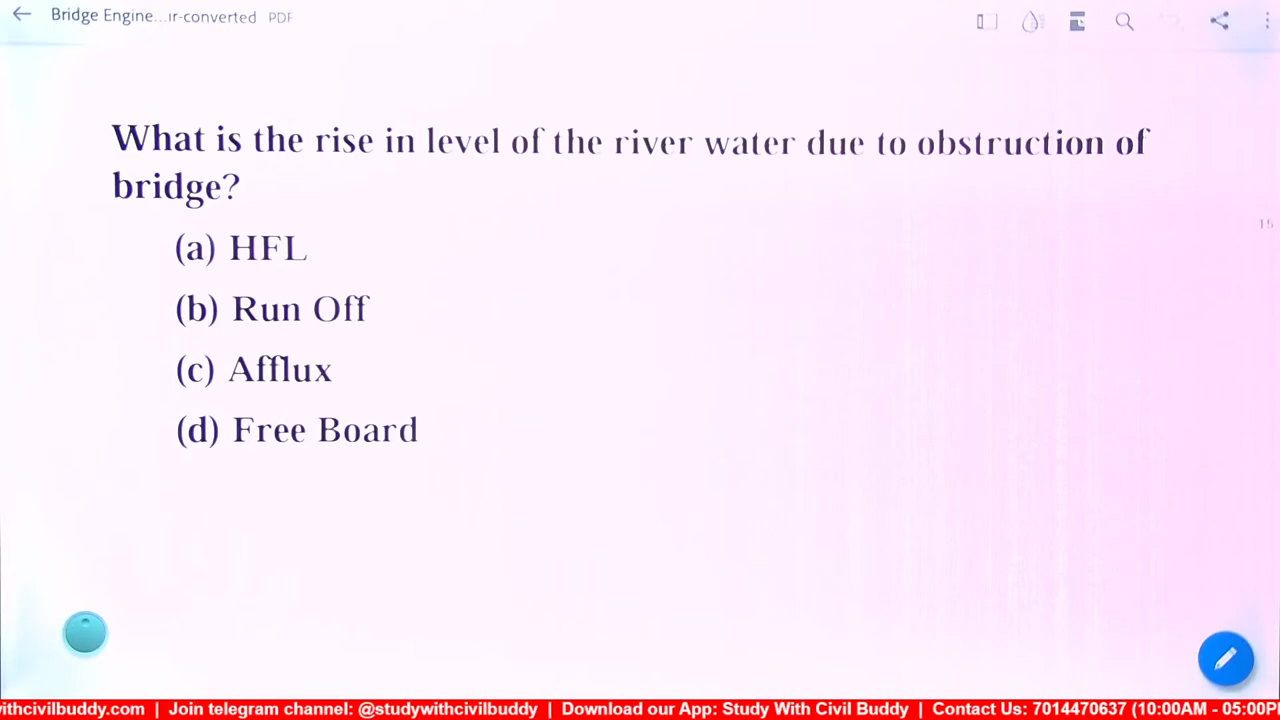 Bridge Engine...ir-converted PDF
What is the rise in level of the river water due to obstruction of
bridge?
15
(a) HFL
(b) Run Off
(c) Afflux
(d) Free Board
vithcivilbuddy.com | Join telegram channel: @studywithcivilbuddy | Download our App: Study With Civil Buddy | Contact Us: 7014470637 (10:00AM - 05:00P